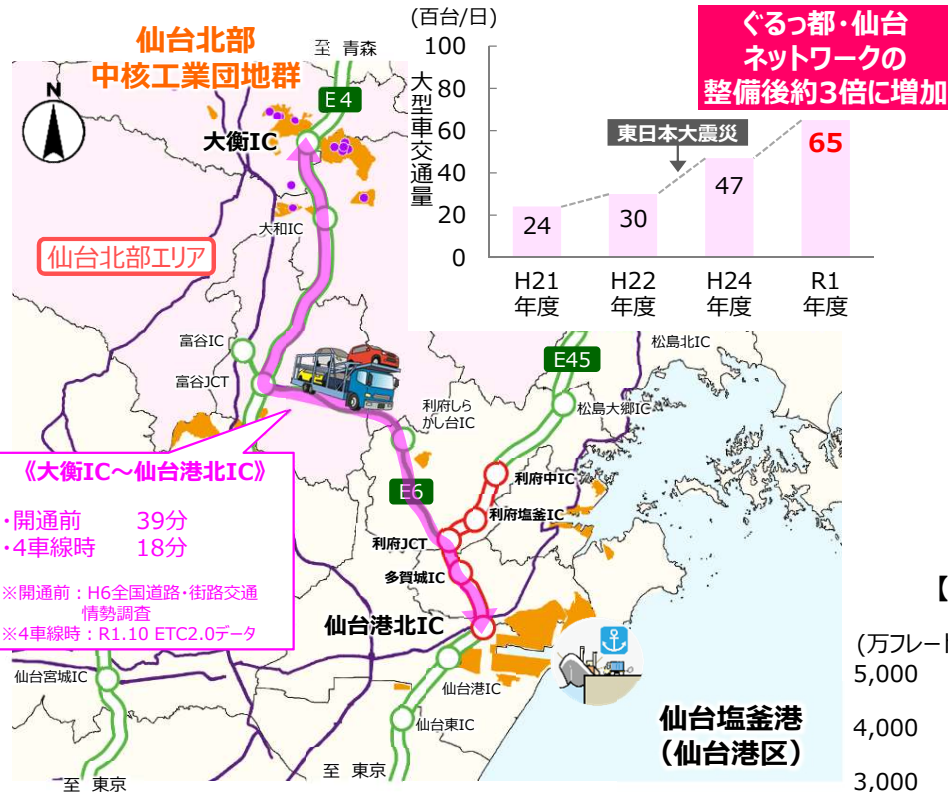 仙台北部
中核工業団地群
至 青森
N
E4
大衡IC
大和IC
仙台北部エリア
(百台/日)
ぐるっ都・仙台
ネットワークの
整備後約3倍に増加
大型車交通量
100
80
60
40
20
0
東日本大震災
24
30
47
65
H21
年度
H22
年度
H24
年度
R1
年度
富谷IC
富谷JCT
E45
松島北IC
松島大郷IC
利府しら
かし台IC
E6
利府中IC
利府塩釜IC
利府JCT
多賀城IC
仙台港北IC
《大衡IC～仙台港北IC》
・開通前 39分
・4車線時 18分
※開通前：H6全国道路・街路交通
情勢調査
※4車線時：R1.10 ETC2.0データ
仙台宮城IC
仙台港IC
仙台東IC
至 東京
至 東京
仙台塩釜港
（仙台港区）
【
(万フレー
5,000
4,000
3,000